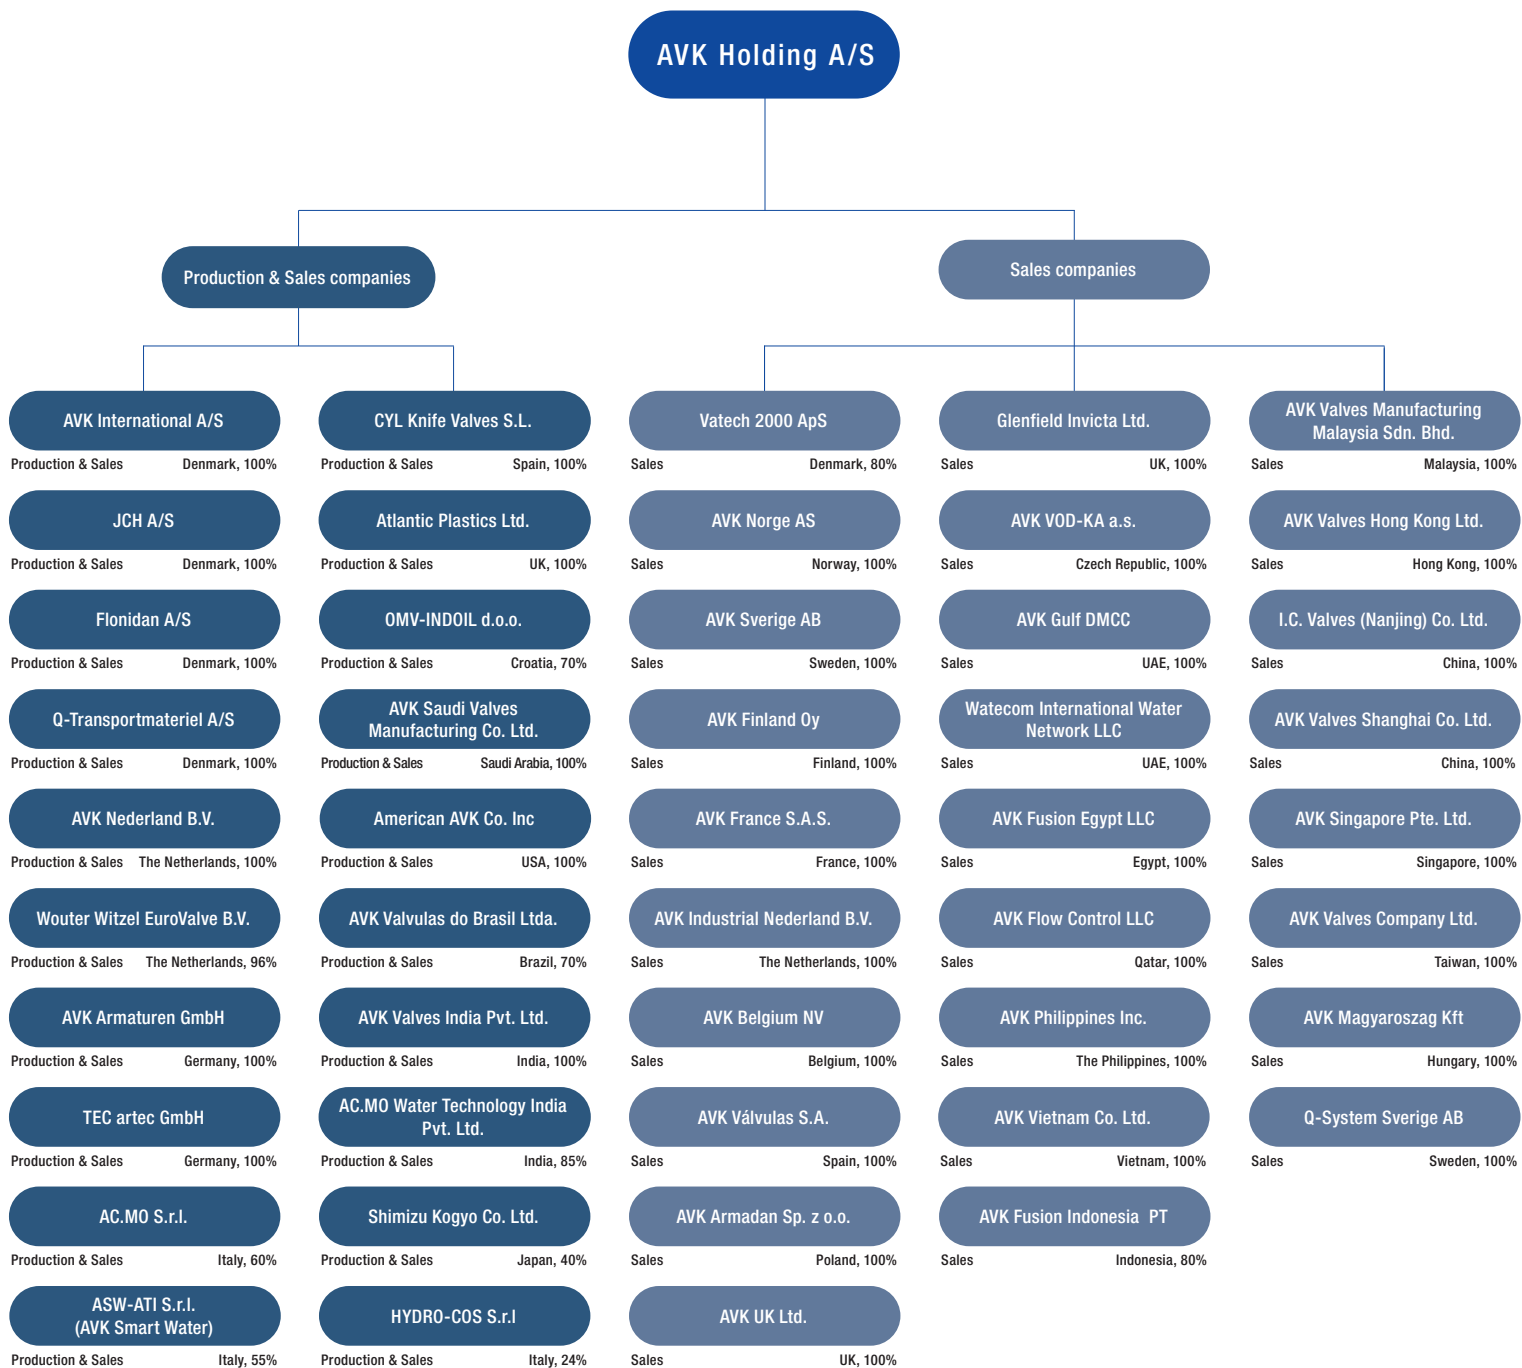 AVK Holding A/S
Production & Sales companies
Sales companies
AVK International A/S
Production & Sales Denmark, 100%
JCH A/S
Production & Sales Denmark, 100%
Flonidan A/S
Production & Sales Denmark, 100%
Q-Transportmateriel A/S
Production & Sales Denmark, 100%
AVK Nederland B.V.
Production & Sales The Netherlands, 100%
Wouter Witzel EuroValve B.V.
Production & Sales The Netherlands, 96%
AVK Armaturen GmbH
Production & Sales Germany, 100%
TEC artec GmbH
Production & Sales Germany, 100%
AC.MO S.r.l.
Production & Sales Italy, 60%
ASW-ATI S.r.l.
(AVK Smart Water)
Production & Sales Italy, 55%
CYL Knife Valves S.L.
Production & Sales Spain, 100%
Atlantic Plastics Ltd.
Production & Sales UK, 100%
OMV-INDOIL d.o.o.
Production & Sales Croatia, 70%
AVK Saudi Valves
Manufacturing Co. Ltd.
Production & Sales Saudi Arabia, 100%
American AVK Co. Inc
Production & Sales USA, 100%
AVK Valvulas do Brasil Ltda.
Production & Sales Brazil, 70%
AVK Valves India Pvt. Ltd.
Production & Sales India, 100%
AC.MO Water Technology India
Pvt. Ltd.
Production & Sales India, 85%
Shimizu Kogyo Co. Ltd.
Production & Sales Japan, 40%
HYDRO-COS S.r.l
Production & Sales Italy, 24%
Vatech 2000 ApS
Sales Denmark, 80%
AVK Norge AS
Sales Norway, 100%
AVK Sverige AB
Sales Sweden, 100%
AVK Finland Oy
Sales Finland, 100%
AVK France S.A.S.
Sales France, 100%
AVK Industrial Nederland B.V.
Sales The Netherlands, 100%
AVK Belgium NV
Sales Belgium, 100%
AVK Válvulas S.A.
Sales Spain, 100%
AVK Armadan Sp. z o.o.
Sales Poland, 100%
AVK UK Ltd.
Sales UK, 100%
Glenfield Invicta Ltd.
Sales UK, 100%
AVK VOD-KA a.s.
Sales Czech Republic, 100%
AVK Gulf DMCC
Sales UAE, 100%
Watecom International Water
Network LLC
Sales UAE, 100%
AVK Fusion Egypt LLC
Sales Egypt, 100%
AVK Flow Control LLC
Sales Qatar, 100%
AVK Philippines Inc.
Sales The Philippines, 100%
AVK Vietnam Co. Ltd.
Sales Vietnam, 100%
AVK Fusion Indonesia PT
Sales Indonesia, 80%
AVK Valves Manufacturing
Malaysia Sdn. Bhd.
Sales Malaysia, 100%
AVK Valves Hong Kong Ltd.
Sales Hong Kong, 100%
I.C. Valves (Nanjing) Co. Ltd.
Sales China, 100%
AVK Valves Shanghai Co. Ltd.
Sales China, 100%
AVK Singapore Pte. Ltd.
Sales Singapore, 100%
AVK Valves Company Ltd.
Sales Taiwan, 100%
AVK Magyaroszag Kft
Sales Hungary, 100%
Q-System Sverige AB
Sales Sweden, 100%